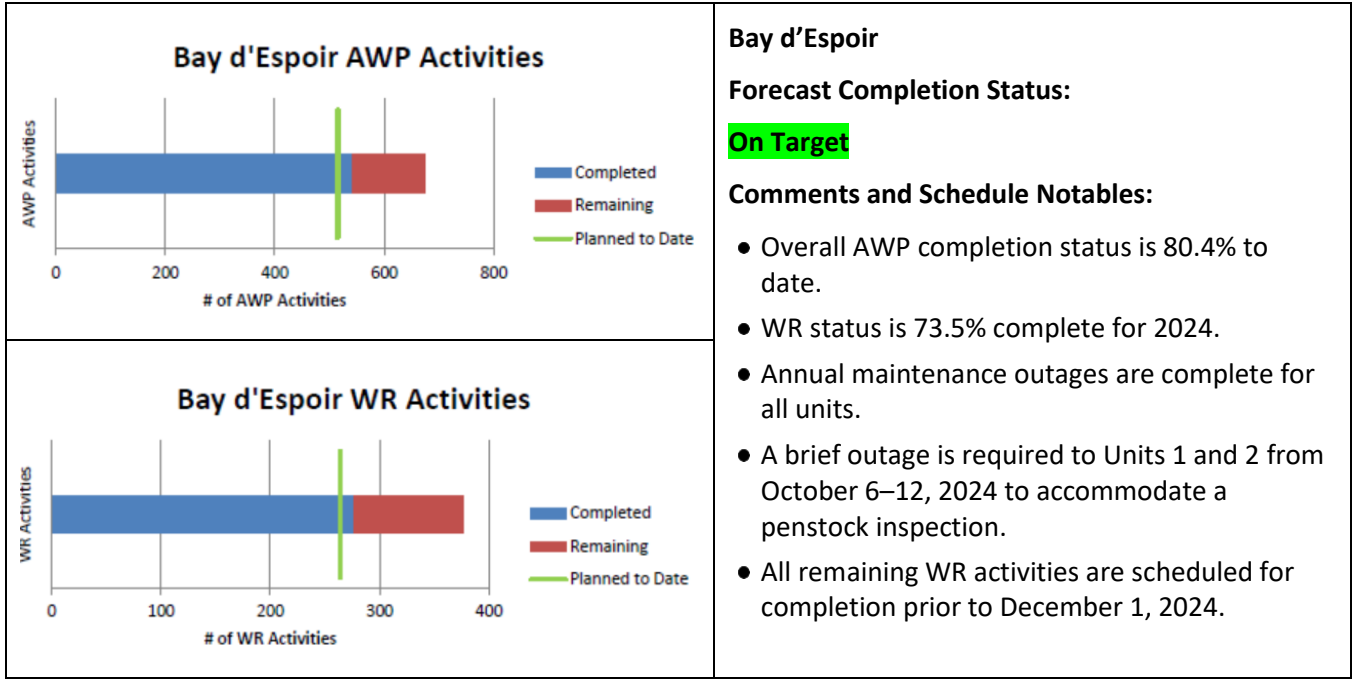 Bay d'Espoir AWP Activities
AWP Activities
Completed
Remaining
Planned to Date
0 200 400 600 800
# of AWP Activities
Bay d'Espoir WR Activities
WR Activities
Completed
Remaining
Planned to Date
0 100 200 300 400
# of WR Activities
Bay d’Espoir
Forecast Completion Status:
On Target
Comments and Schedule Notables:
● Overall AWP completion status is 80.4% to
date.
● WR status is 73.5% complete for 2024.
● Annual maintenance outages are complete for
all units.
● A brief outage is required to Units 1 and 2 from
October 6–12, 2024 to accommodate a
penstock inspection.
● All remaining WR activities are scheduled for
completion prior to December 1, 2024.